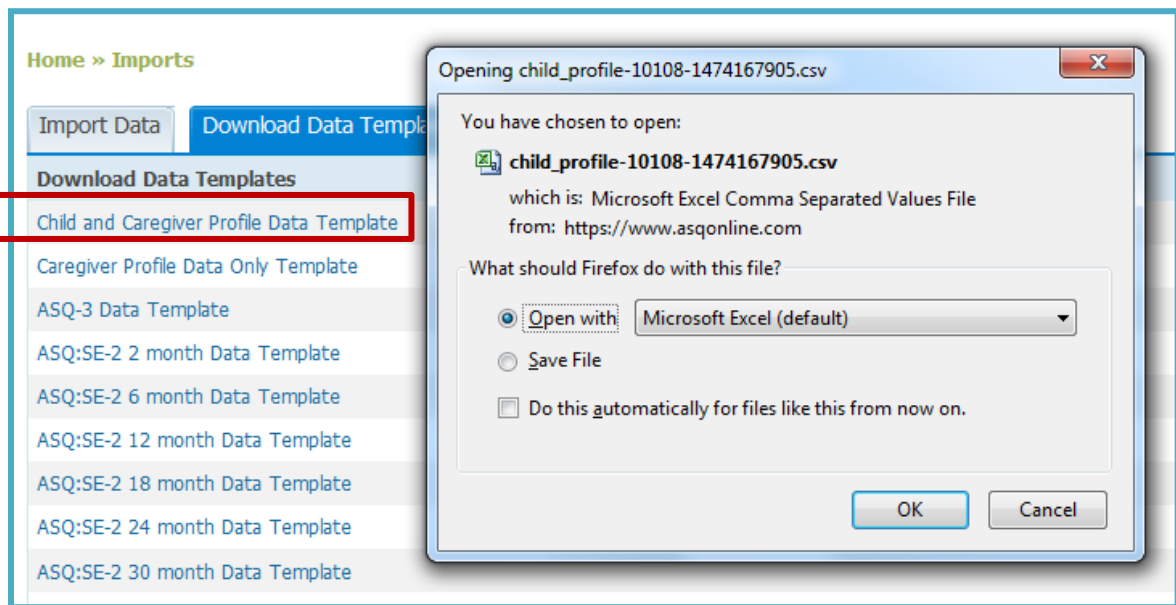 Home » Imports
Import Data
Download Data Templa
Download Data Templates
Child and Caregiver Profile Data Template
Caregiver Profile Data Only Template
ASQ-3 Data Template
ASQ:SE-2 2 month Data Template
ASQ:SE-2 6 month Data Template
ASQ:SE-2 12 month Data Template
ASQ:SE-2 18 month Data Template
ASQ:SE-2 24 month Data Template
ASQ:SE-2 30 month Data Template
Opening child_profile-10108-1474167905.csv
You have chosen to open:
child_profile-10108-1474167905.csv
which is: Microsoft Excel Comma Separated Values File
from: https://www.asqonline.com
What should Firefox do with this file?
Open with Microsoft Excel (default)
Save File
Do this automatically for files like this from now on.
OK Cancel